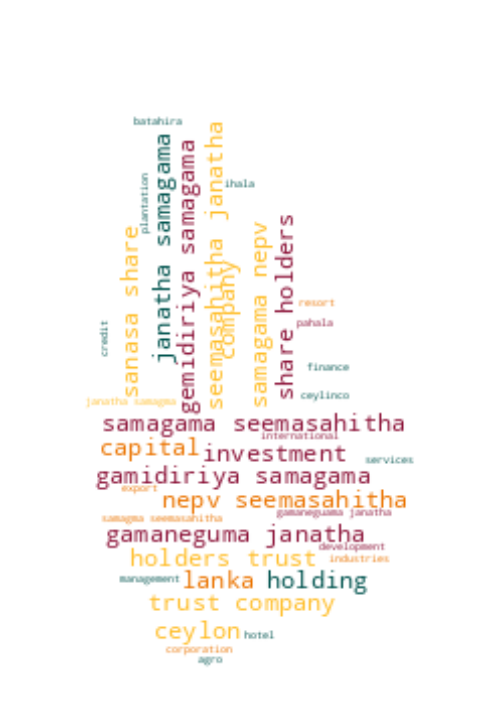 batahira
plantation
janatha samagama
gemidiriya samagama
seemasahitha janatha
ihala
sanasa share
company
samagama nepv
share holders
resort
pahala
credit
finance
ceylinco
janatha samagma
samagama seemasahitha
international
capital
investment
services
gamidiriya samagama
export
nepv seemasahitha
gamaneguama janatha
samagma seemasahitha
gamaneguma janatha
development
holders trust
industries
management
lanka
holding
trust company
ceylon
hotel
corporation
agro